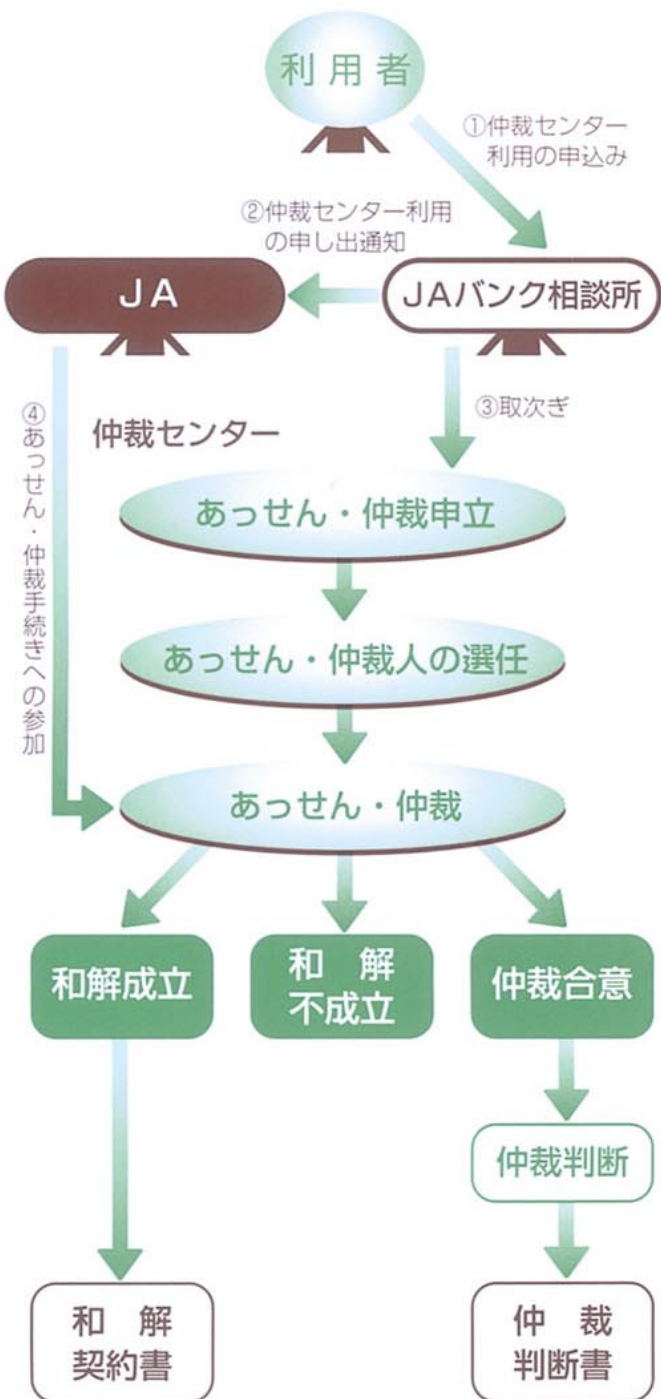 利用者
①仲裁センター
利用の申込み
②仲裁センター利用
の申し出通知
JA
JAバンク相談所
③取次ぎ
④あっせん・仲裁手続きへの参加
仲裁センター
あっせん・仲裁申立
あっせん・仲裁人の選任
あっせん・仲裁
和解成立
和解
不成立
仲裁合意
仲裁判断
和解
契約書
仲裁
判断書